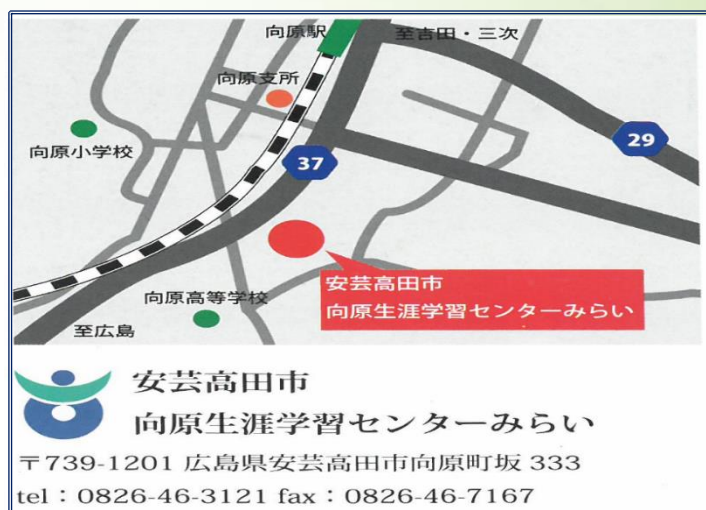 向原駅
至吉田・三次
向原支所
向原小学校
29
37
安芸高田市
向原生涯学習センターみらい
向原高等学校
至広島
安芸高田市
向原生涯学習センターみらい
〒739-1201 広島県安芸高田市向原町坂 333
tel：0826-46-3121 fax：0826-46-7167